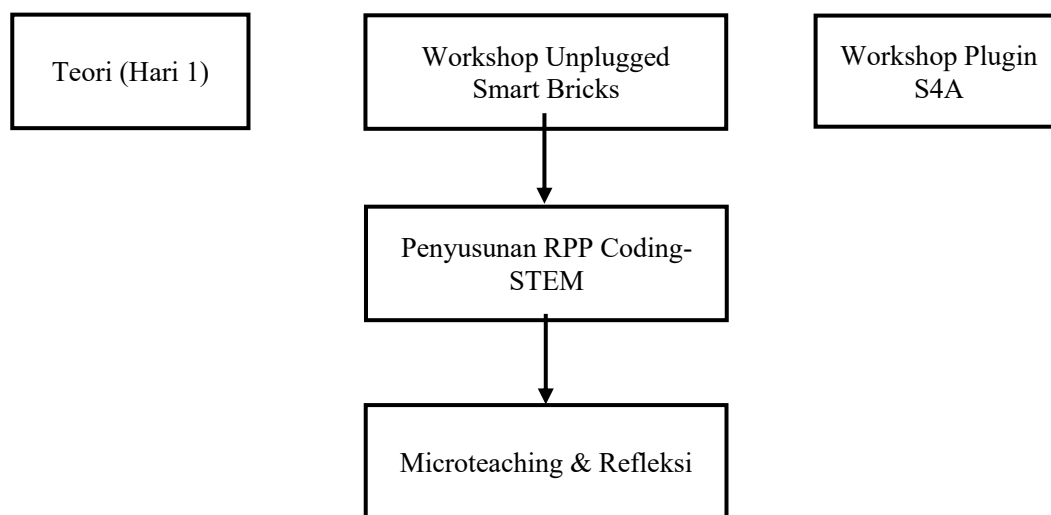 Teori (Hari 1)
Workshop Unplugged
Smart Bricks
Workshop Plugin
S4A
Penyusunan RPP Coding-
STEM
Microteaching & Refleksi